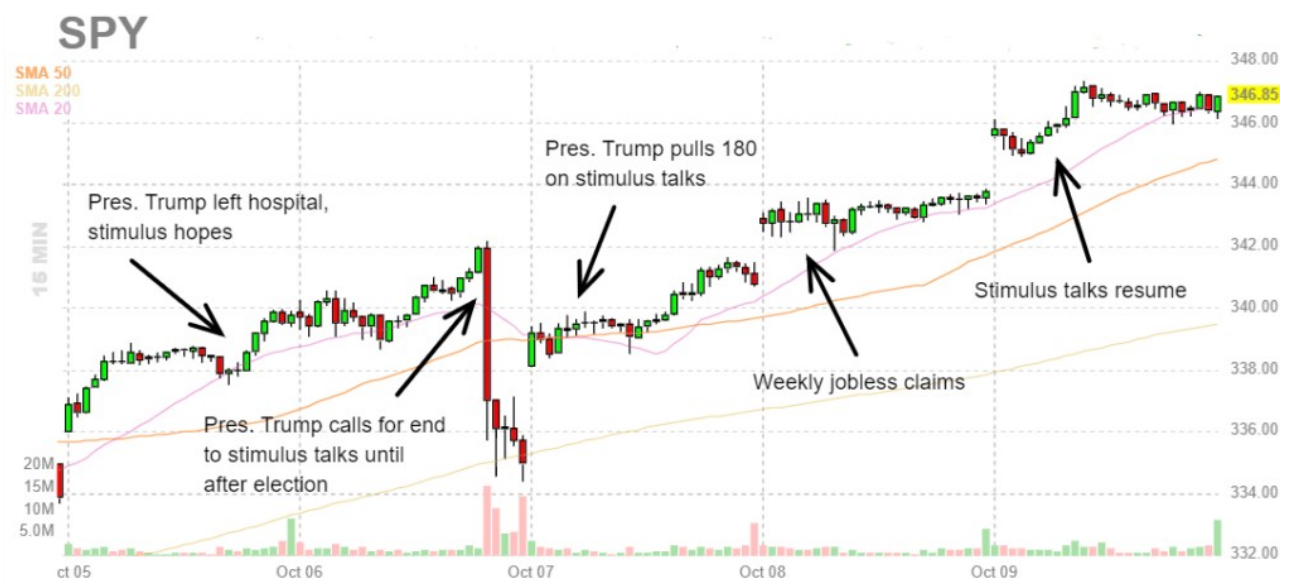 SPY
SMA 50
SMA 200
SMA 20
348.00
346.85
346.00
344.00
342.00
340.00
338.00
336.00
334.00
332.00
15 MIN
Pres. Trump left hospital,
stimulus hopes
Pres. Trump pulls 180
on stimulus talks
Stimulus talks resume
Weekly jobless claims
Pres. Trump calls for end
to stimulus talks until
after election
20M
15M
10M
5.0M
ct 05
Oct 06
Oct 07
Oct 08
Oct 09